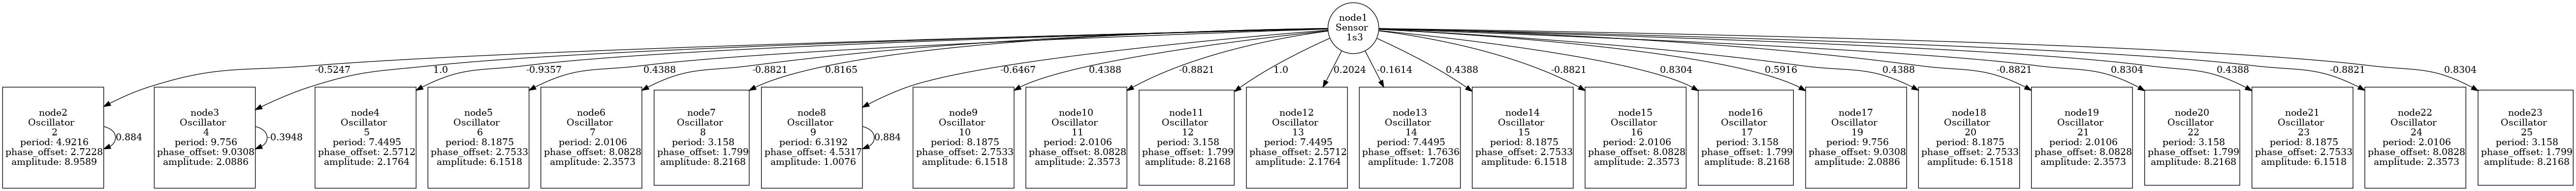 node1
Sensor
1s3
-0.5247
1.0
-0.9357
0.4388
-0.8821
0.8165
-0.6467
0.4388
-0.8821
1.0
0.2024
-0.1614
0.4388
-0.8821
0.8304
0.5916
0.4388
-0.8821
0.8304
0.4388
-0.8821
0.8304
node2
Oscillator
2
period: 4.9216
phase_offset: 2.7228
amplitude: 8.9589
0.884
node3
Oscillator
4
period: 9.756
phase_offset: 9.0308
amplitude: 2.0886
-0.3948
node4
Oscillator
5
period: 7.4495
phase_offset: 2.5712
amplitude: 2.1764
node5
Oscillator
6
period: 8.1875
phase_offset: 2.7533
amplitude: 6.1518
node6
Oscillator
7
period: 2.0106
phase_offset: 8.0828
amplitude: 2.3573
node7
Oscillator
8
period: 3.158
phase_offset: 1.799
amplitude: 8.2168
node8
Oscillator
9
period: 6.3192
phase_offset: 4.5317
amplitude: 1.0076
0.884
node9
Oscillator
10
period: 8.1875
phase_offset: 2.7533
amplitude: 6.1518
node10
Oscillator
11
period: 2.0106
phase_offset: 8.0828
amplitude: 2.3573
node11
Oscillator
12
period: 3.158
phase_offset: 1.799
amplitude: 8.2168
node12
Oscillator
13
period: 7.4495
phase_offset: 2.5712
amplitude: 2.1764
node13
Oscillator
14
period: 7.4495
phase_offset: 1.7636
amplitude: 1.7208
node14
Oscillator
15
period: 8.1875
phase_offset: 2.7533
amplitude: 6.1518
node15
Oscillator
16
period: 2.0106
phase_offset: 8.0828
amplitude: 2.3573
node16
Oscillator
17
period: 3.158
phase_offset: 1.799
amplitude: 8.2168
node17
Oscillator
19
period: 9.756
phase_offset: 9.0308
amplitude: 2.0886
node18
Oscillator
20
period: 8.1875
phase_offset: 2.7533
amplitude: 6.1518
node19
Oscillator
21
period: 2.0106
phase_offset: 8.0828
amplitude: 2.3573
node20
Oscillator
22
period: 3.158
phase_offset: 1.799
amplitude: 8.2168
node21
Oscillator
23
period: 8.1875
phase_offset: 2.7533
amplitude: 6.1518
node22
Oscillator
24
period: 2.0106
phase_offset: 8.0828
amplitude: 2.3573
node23
Oscillator
25
period: 3.158
phase_offset: 1.799
amplitude: 8.2168